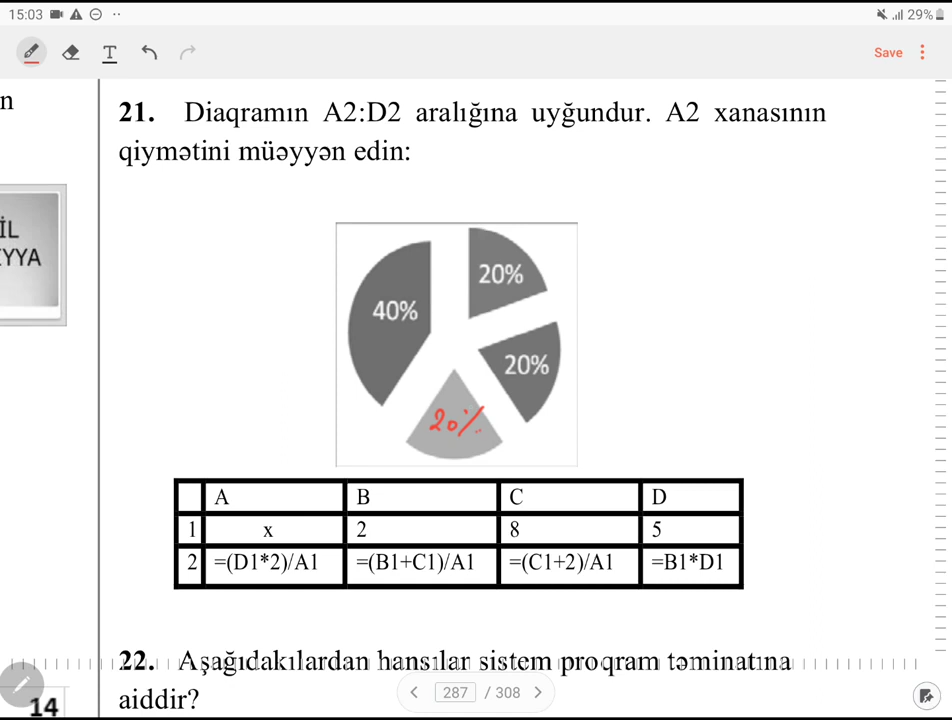 15:03
29%
T
Save
n
21. Diaqramın A2:D2 aralığına uyğundur. A2 xanasının
qiymətini müəyyən edin:
İL
YYA
20%
40%
20%
20%
A B C D
1 x 2 8 5
2 =(D1*2)/A1 =(B1+C1)/A1 =(C1+2)/A1 =B1*D1
22. Aşağıdakılardan hansılar sistem proqram təminatına
aiddir?
14
287 / 308